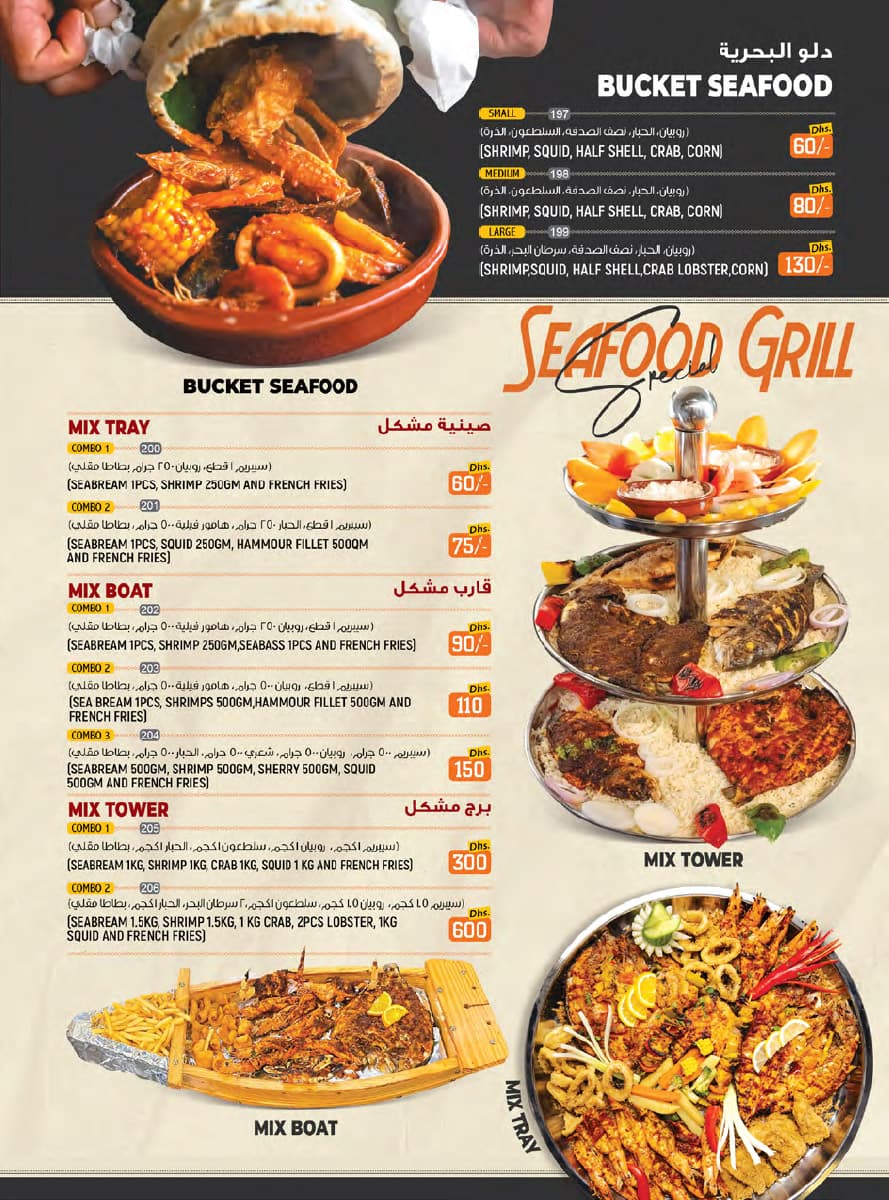 دلو البحرية
BUCKET SEAFOOD
SMALL 197
(روبيان، الحبار، نصف الصدفة، السلطعون، الذرة)
(SHRIMP, SQUID, HALF SHELL, CRAB, CORN)
Dhs.
60/-
MEDIUM 198
(روبيان، الحبار، نصف الصدفة، السلطعون، الذرة)
(SHRIMP, SQUID, HALF SHELL, CRAB, CORN)
Dhs.
80/-
LARGE 199
(روبيان، الحبار، نصف الصدفة، سرطان البحر، الذرة)
(SHRIMP,SQUID, HALF SHELL,CRAB LOBSTER,CORN)
Dhs.
130/-
BUCKET SEAFOOD
SEAFOOD GRILL
Special
MIX TRAY صينية مشكل
COMBO 1 200
(سيبريم ١ قطع، روبيان ٢٥٠ جرام, بطاطا مقلي)
(SEABREAM 1PCS, SHRIMP 250GM AND FRENCH FRIES)
Dhs.
60/-
COMBO 2 201
(سيبريم ١ قطع، الحبار ٢٥٠ جرام, هامور فيلية ٥٠٠ جرام, بطاطا مقلي)
(SEABREAM 1PCS, SQUID 250GM, HAMMOUR FILLET 500QM
AND FRENCH FRIES)
Dhs.
75/-
MIX BOAT قارب مشكل
COMBO 1 202
(سيبريم ١ قطع، روبيان ٢٥٠ جرام, هامور فيلية ٥٠٠ جرام, بطاطا مقلي)
(SEABREAM 1PCS, SHRIMP 250GM,SEABASS 1PCS AND FRENCH FRIES)
Dhs.
90/-
COMBO 2 203
(سيبريم ١ قطع، روبيان ٥٠٠ جرام, هامور فيلية ٥٠٠ جرام, بطاطا مقلي)
(SEA BREAM 1PCS, SHRIMPS 500GM,HAMMOUR FILLET 500GM AND
FRENCH FRIES)
Dhs.
110
COMBO 3 204
(سيبريم ٥٠٠ جرام, روبيان ٥٠٠ جرام, شعري ٥٠٠ جرام, الحبار ٥٠٠ جرام, بطاطا مقلي)
(SEABREAM 500GM, SHRIMP 500GM, SHERRY 500GM, SQUID
500GM AND FRENCH FRIES)
Dhs.
150
MIX TOWER برج مشكل
COMBO 1 205
(سيبريم ١ كجم, روبيان ١ كجم, سلطعون ١ كجم, الحبار ١ كجم, بطاطا مقلي)
(SEABREAM 1KG, SHRIMP 1KG, CRAB 1KG, SQUID 1 KG AND FRENCH FRIES)
Dhs.
300
COMBO 2 206
(سيبريم ١.٥ كجم, روبيان ١.٥ كجم, سلطعون ١ كجم, ٢ سرطان البحر, الحبار ١ كجم, بطاطا مقلي)
(SEABREAM 1.5KG, SHRIMP 1.5KG, 1 KG CRAB, 2PCS LOBSTER, 1KG
SQUID AND FRENCH FRIES)
Dhs.
600
MIX TOWER
MIX BOAT
MIX TRAY